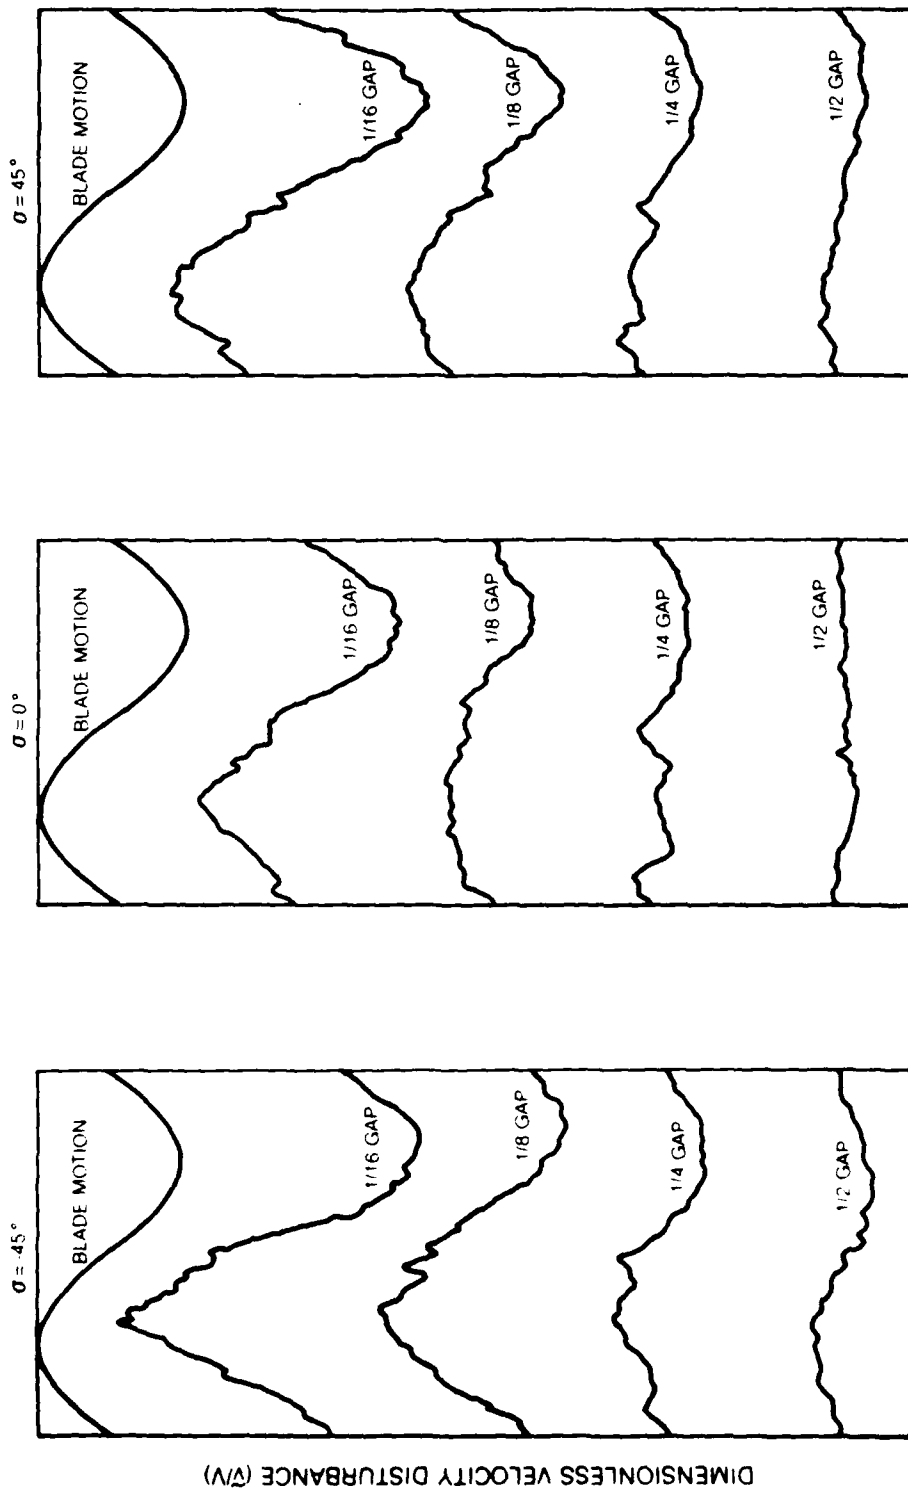 DIMENSIONLESS VELOCITY DISTURBANCE (ṽ/V)
σ = -45°
BLADE MOTION
1/16 GAP
1/8 GAP
1/4 GAP
1/2 GAP
σ = 0°
BLADE MOTION
1/16 GAP
1/8 GAP
1/4 GAP
1/2 GAP
σ = 45°
BLADE MOTION
1/16 GAP
1/8 GAP
1/4 GAP
1/2 GAP